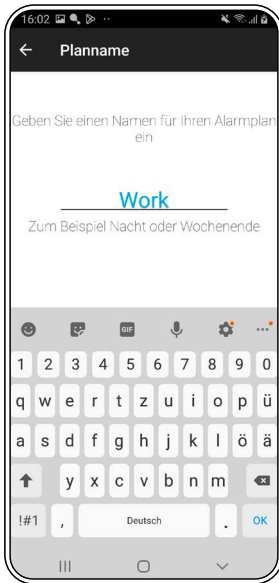 16:02
Planname
Geben Sie einen Namen für Ihren Alarmplan
ein
Work
Zum Beispiel Nacht oder Wochenende
GIF
1 2 3 4 5 6 7 8 9 0
q w e r t z u i o p ü
a s d f g h j k l ö ä
y x c v b n m
!#1 , Deutsch . OK